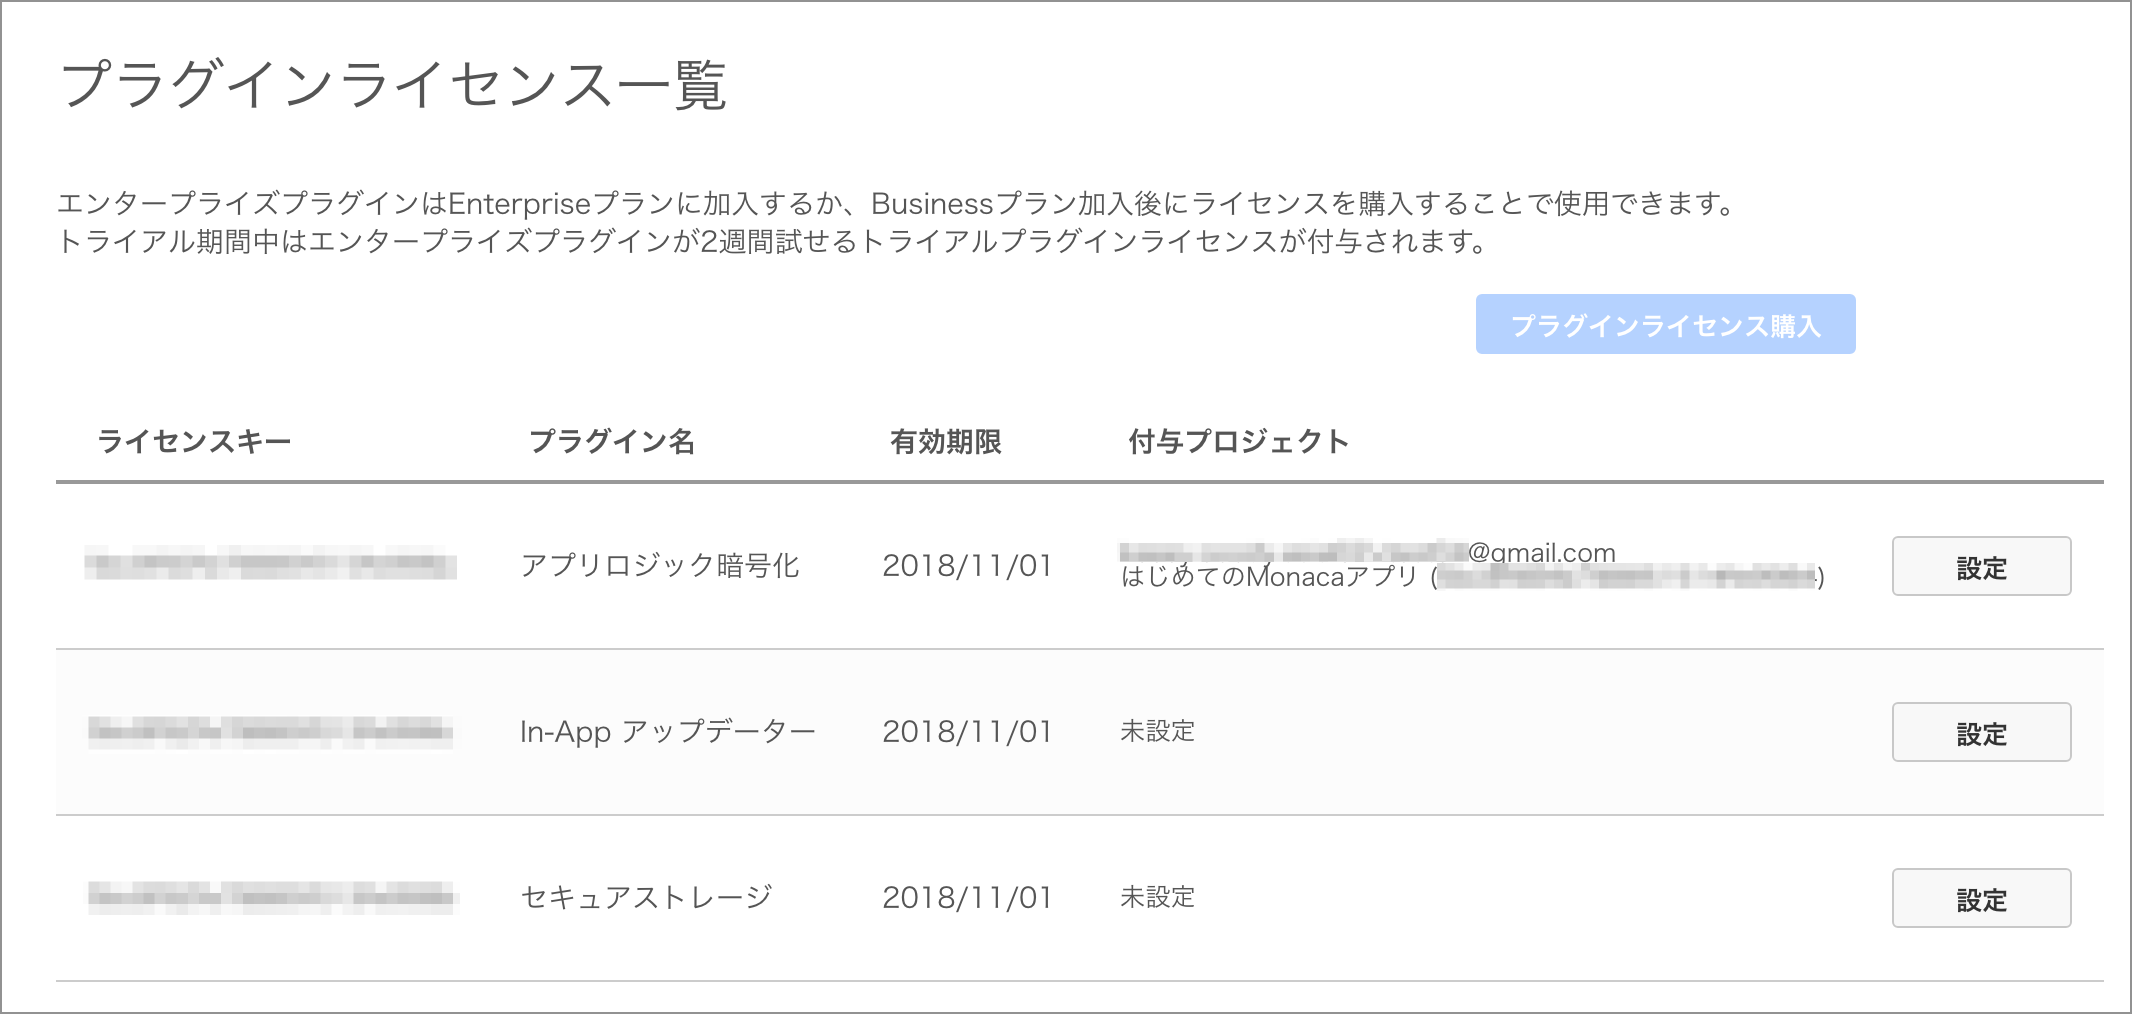 プラグインライセンス一覧
エンタープライズプラグインはEnterpriseプランに加入するか、Businessプラン加入後にライセンスを購入することで使用できます。
トライアル期間中はエンタープライズプラグインが2週間試せるトライアルプラグインライセンスが付与されます。
プラグインライセンス購入
ライセンスキー プラグイン名 有効期限 付与プロジェクト
アプリロジック暗号化 2018/11/01 @gmail.com 設定
はじめてのMonacaアプリ ( )
In-App アップデーター 2018/11/01 未設定 設定
セキュアストレージ 2018/11/01 未設定 設定